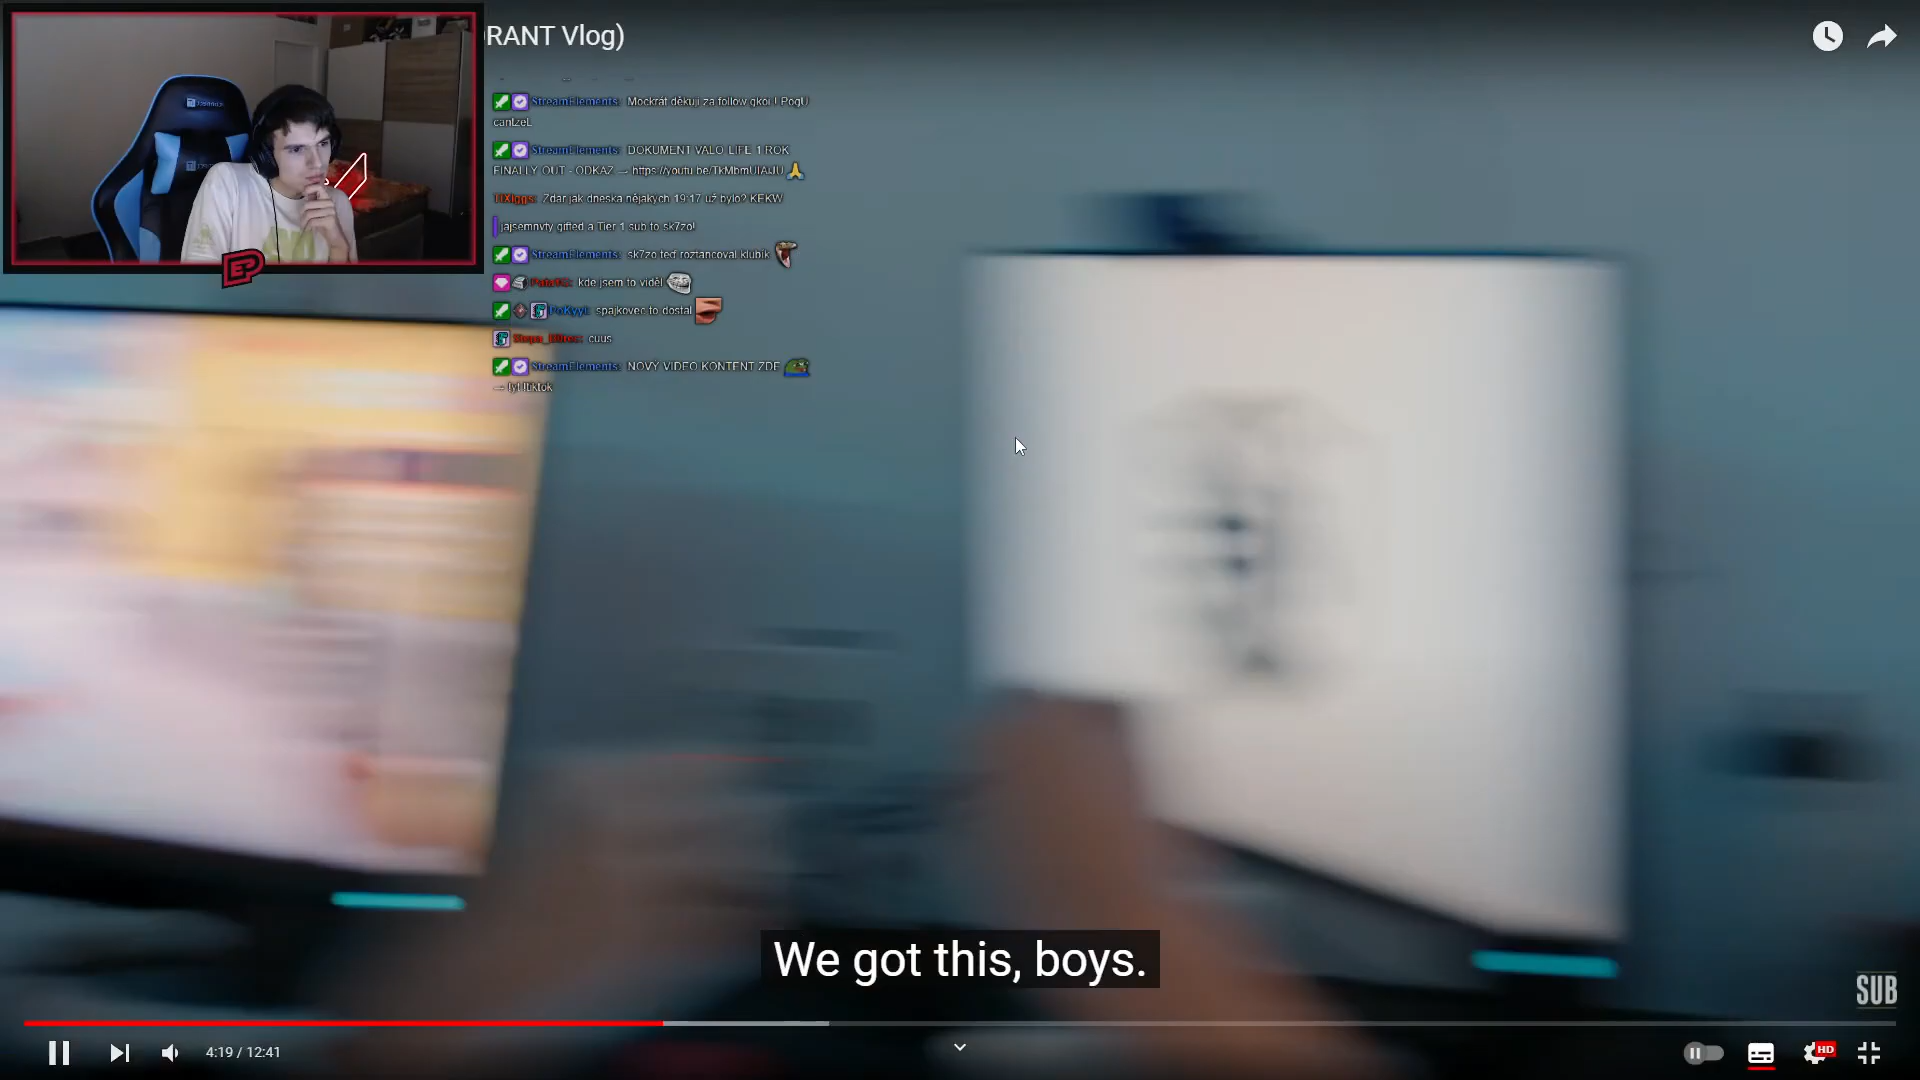 RANT Vlog)
StreamElements: Mockrát děkuji za follow gkoi ! PogU
cantzeL
StreamElements: DOKUMENT VALO LIFE 1 ROK
FINALLY OUT - ODKAZ → https://youtu.be/TkMbmUIAIJU
Zdar jak dneska nějakých 19:17 už bylo? KEKW
jajsemnvty gifted a Tier 1 sub to sk7zo!
StreamElements: sk7zo teď roztancoval klubík
kde jsem to viděl
PoKyyi: spajkovec to dostal
cuus
StreamElements: NOVÝ VIDEO KONTENT ZDE
EP
We got this, boys.
SUB
4:19 / 12:41
HD